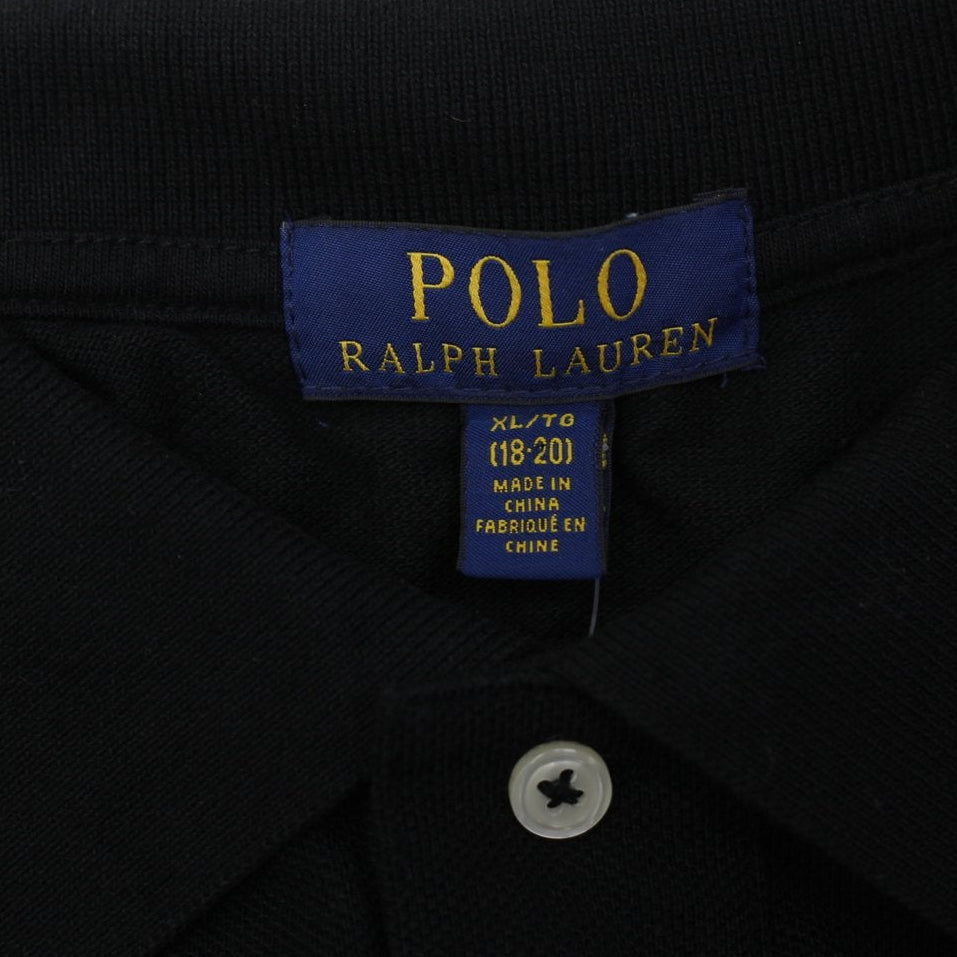 POLO
RALPH LAUREN
XL/TG
(18-20)
MADE IN
CHINA
FABRIQUÉ EN
CHINE